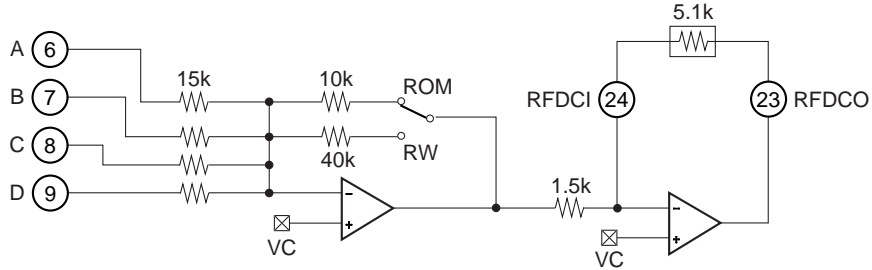 5.1k
A 6
15k
10k
ROM
B 7
RFDCI 24
23 RFDCO
C 8
40k
RW
D 9
1.5k
−
+
VC
−
+
VC